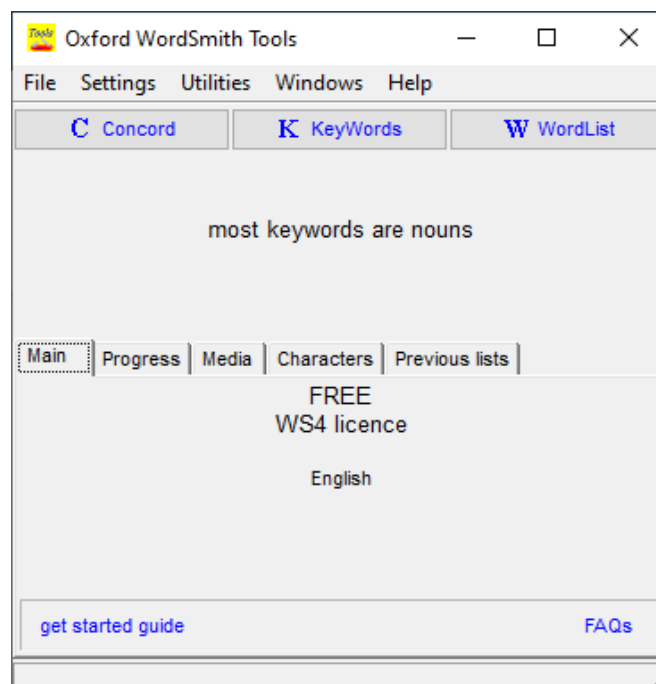 Tools Oxford WordSmith Tools
File Settings Utilities Windows Help
C Concord K KeyWords W WordList
most keywords are nouns
Main Progress Media Characters Previous lists
FREE
WS4 licence
English
get started guide FAQs